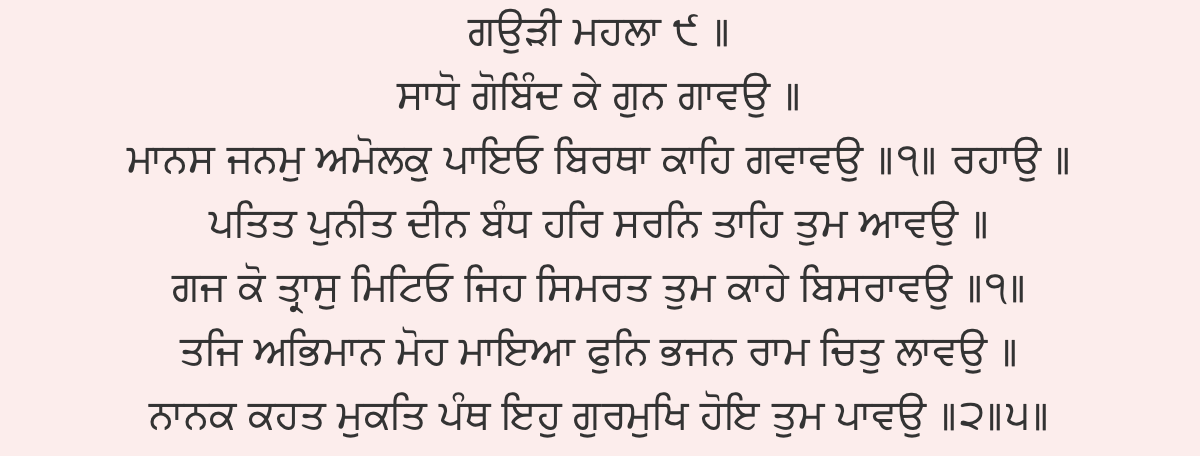 ਗਉੜੀ ਮਹਲਾ ੯ ॥
ਸਾਧੋ ਗੋਬਿੰਦ ਕੇ ਗੁਨ ਗਾਵਉ ॥
ਮਾਨਸ ਜਨਮੁ ਅਮੋਲਕੁ ਪਾਇਓ ਬਿਰਥਾ ਕਾਹਿ ਗਵਾਵਉ ॥੧॥ ਰਹਾਉ ॥
ਪਤਿਤ ਪੁਨੀਤ ਦੀਨ ਬੰਧ ਹਰਿ ਸਰਨਿ ਤਾਹਿ ਤੁਮ ਆਵਉ ॥
ਗਜ ਕੋ ਤ੍ਰਾਸੁ ਮਿਟਿਓ ਜਿਹ ਸਿਮਰਤ ਤੁਮ ਕਾਹੇ ਬਿਸਰਾਵਉ ॥੧॥
ਤਜਿ ਅਭਿਮਾਨ ਮੋਹ ਮਾਇਆ ਫੁਨਿ ਭਜਨ ਰਾਮ ਚਿਤੁ ਲਾਵਉ ॥
ਨਾਨਕ ਕਹਤ ਮੁਕਤਿ ਪੰਥ ਇਹੁ ਗੁਰਮੁਖਿ ਹੋਇ ਤੁਮ ਪਾਵਉ ॥੨॥੫॥